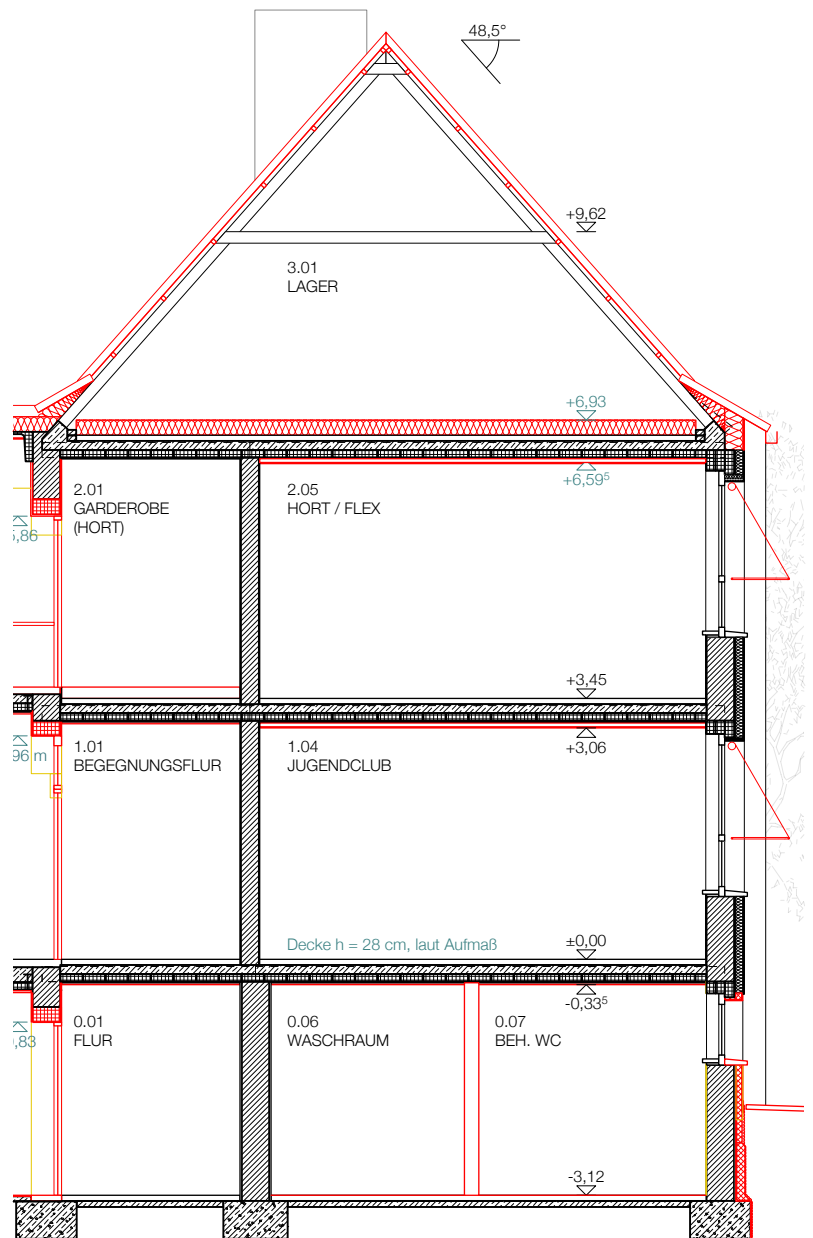 48,5°
+9,62
3.01
LAGER
+6,93
+6,59⁵
2.01
GARDEROBE
(HORT)
2.05
HORT / FLEX
+3,45
+3,06
96 m
1.01
BEGEGNUNGSFLUR
1.04
JUGENDCLUB
Decke h = 28 cm, laut Aufmaß
±0,00
-0,33⁵
,83
0.01
FLUR
0.06
WASCHRAUM
0.07
BEH. WC
-3,12